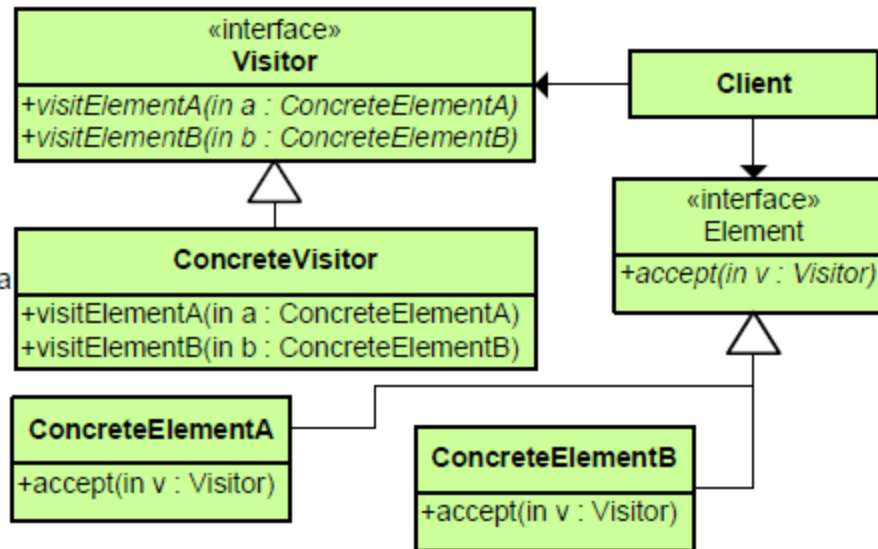 «interface»
Visitor
+visitElementA(in a : ConcreteElementA)
+visitElementB(in b : ConcreteElementB)
Client
«interface»
Element
+accept(in v : Visitor)
ConcreteVisitor
+visitElementA(in a : ConcreteElementA)
+visitElementB(in b : ConcreteElementB)
a
ConcreteElementA
+accept(in v : Visitor)
ConcreteElementB
+accept(in v : Visitor)